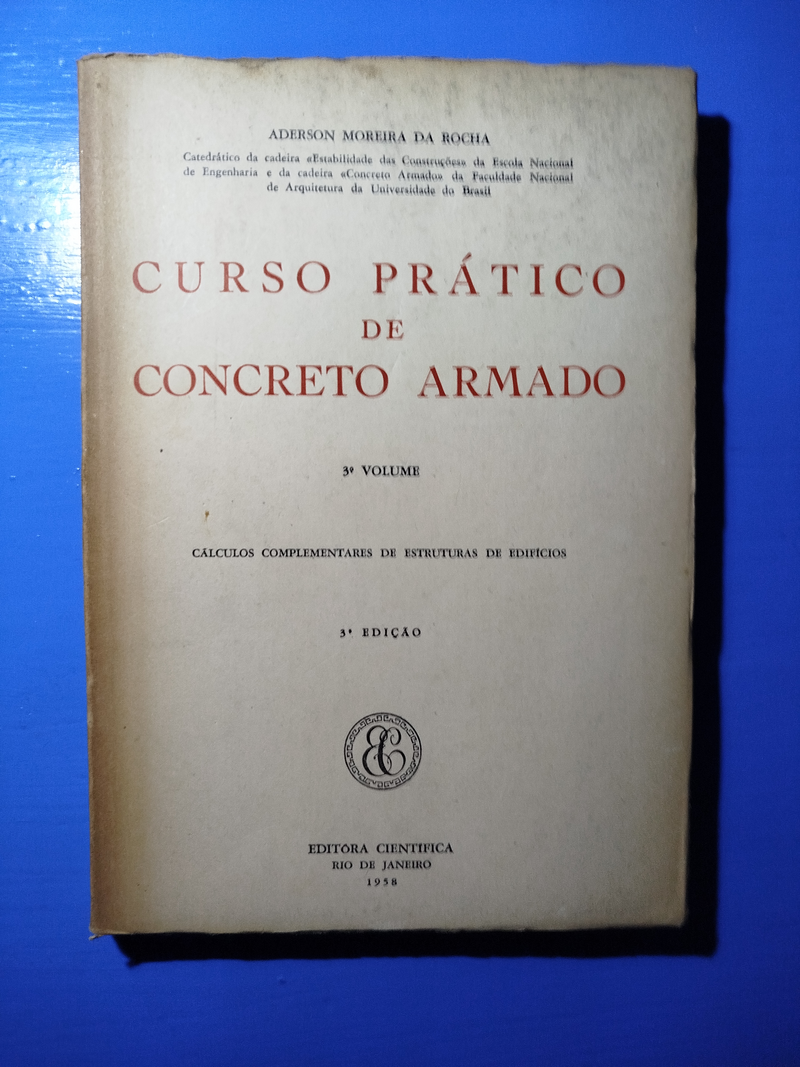 ADERSON MOREIRA DA ROCHA
Catedrático da cadeira «Estabilidade das Construções» da Escola Nacional
de Engenharia e da cadeira «Concreto Armado» da Faculdade Nacional
de Arquitetura da Universidade do Brasil
CURSO PRÁTICO
DE
CONCRETO ARMADO
3º VOLUME
CÁLCULOS COMPLEMENTARES DE ESTRUTURAS DE EDIFÍCIOS
3ª EDIÇÃO
EC
EDITÔRA CIENTIFICA
RIO DE JANEIRO
1958